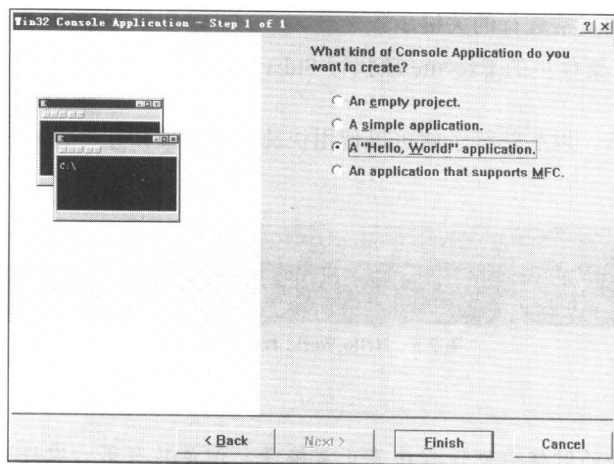 Win32 Console Application - Step 1 of 1
What kind of Console Application do you
want to create?
An empty project.
A simple application.
A "Hello, World!" application.
An application that supports MFC.
C:\
< Back
Next >
Finish
Cancel